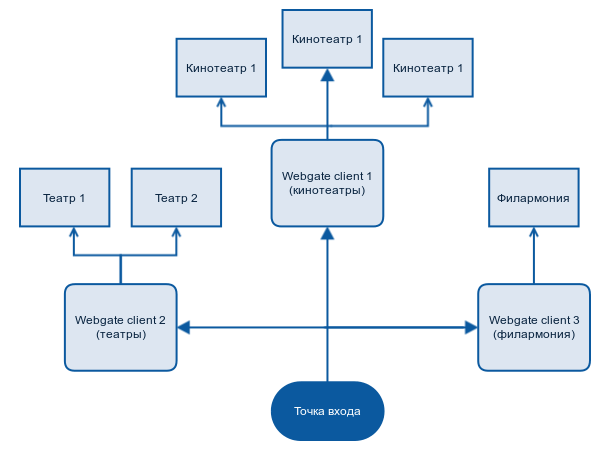 Кинотеатр 1
Кинотеатр 1
Кинотеатр 1
Webgate client 1
(кинотеатры)
Театр 1
Театр 2
Филармония
Webgate client 2
(театры)
Webgate client 3
(филармония)
Точка входа